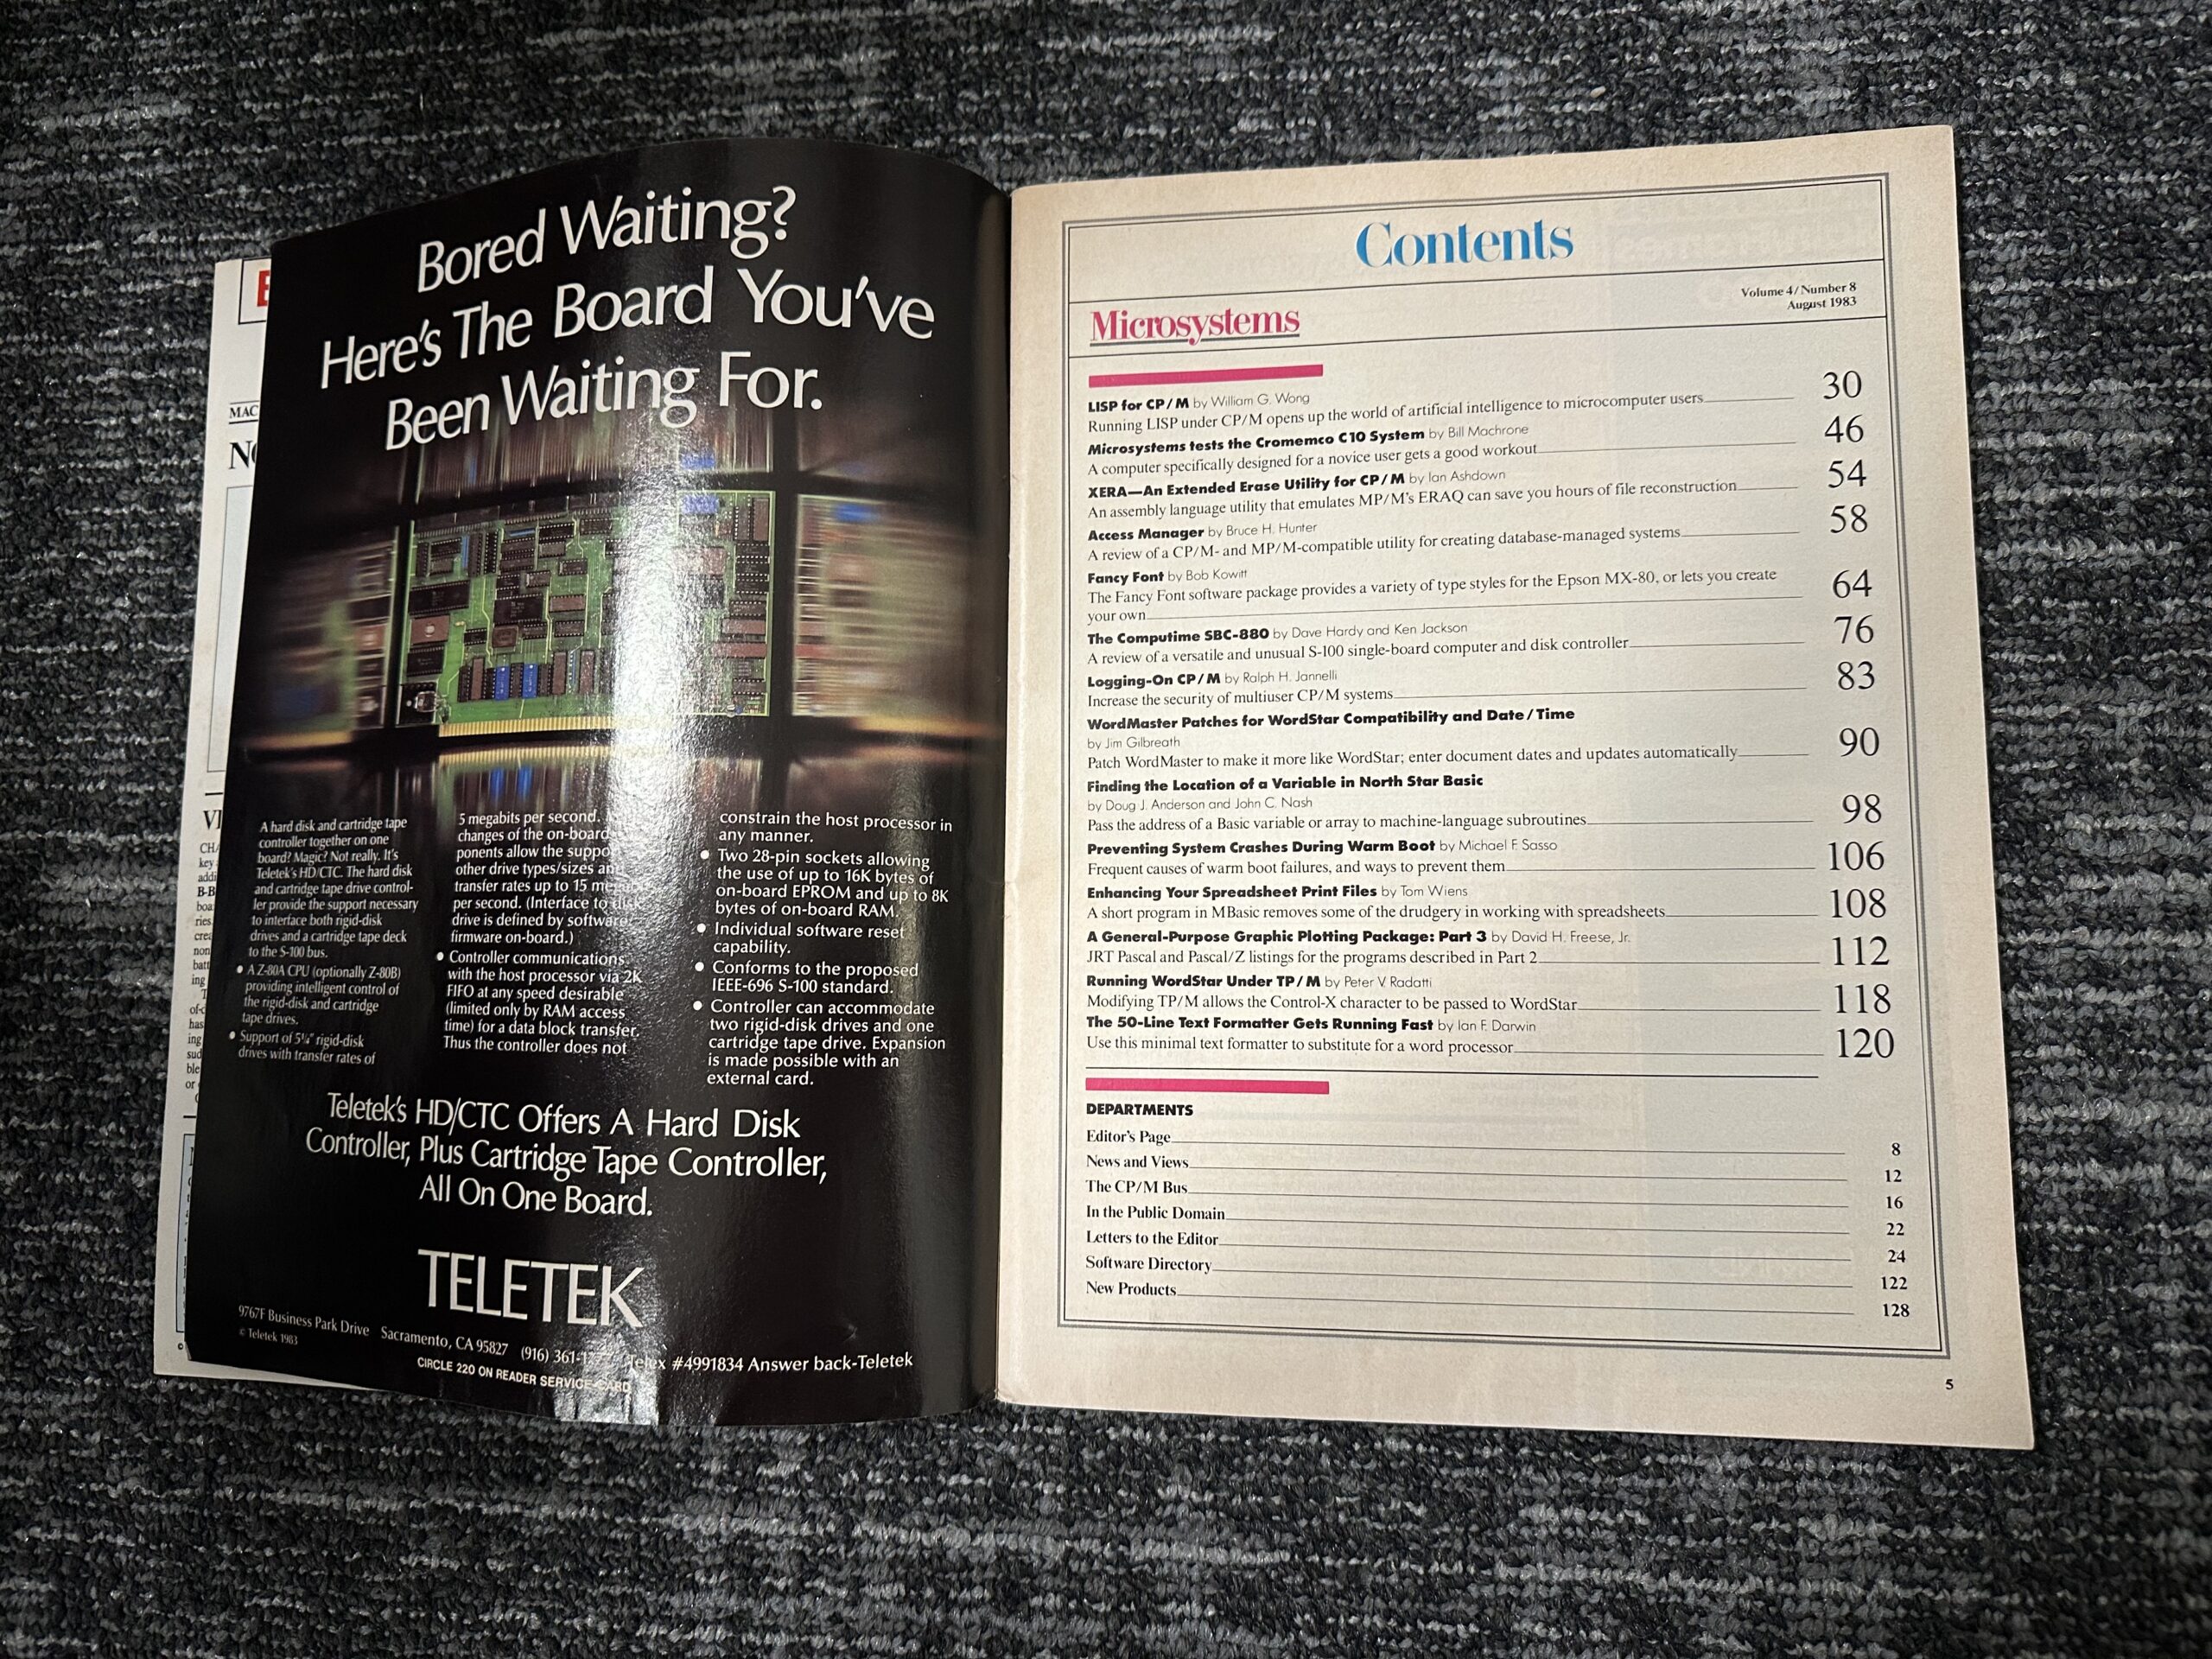 Bored Waiting?
Here's The Board You've
Been Waiting For.
A hard disk and cartridge tape
controller together on one
board? Magic? Not really. It's
Teletek's HD/CTC. The hard disk
and cartridge tape drive control-
ler provide the support necessary
to interface both rigid-disk
drives and a cartridge tape deck
to the S-100 bus.
• A Z-80A CPU (optionally Z-80B)
providing intelligent control of
the rigid-disk and cartridge
tape drives.
• Support of 5¼" rigid-disk
drives with transfer rates of
5 megabits per second.
changes of the on-board
ponents allow the
other drive types/sizes
transfer rates up to 15
per second. (Interface to
drive is defined by software/
firmware on-board.)
• Controller communications
with the host processor via 2K
FIFO at any speed desirable
(limited only by RAM access
time) for a data block transfer.
Thus the controller does not
constrain the host processor in
any manner.
• Two 28-pin sockets allowing
the use of up to 16K bytes of
on-board EPROM and up to 8K
bytes of on-board RAM.
• Individual software reset
capability.
• Conforms to the proposed
IEEE-696 S-100 standard.
• Controller can accommodate
two rigid-disk drives and one
cartridge tape drive. Expansion
is made possible with an
external card.
Teletek's HD/CTC Offers A Hard Disk
Controller, Plus Cartridge Tape Controller,
All On One Board.
TELETEK
9767F Business Park Drive Sacramento, CA 95827 (916) Telex #4991834 Answer back-Teletek
© Teletek 1983
CIRCLE 220 ON READER SERVICE CARD
Contents
Volume 4/Number 8
August 1983
Microsystems
LISP for CP/M by William G. Wong
Running LISP under CP/M opens up the world of artificial intelligence to microcomputer users 30
Microsystems tests the Cromemco C10 System by Bill Machrone
A computer specifically designed for a novice user gets a good workout 46
XERA—An Extended Erase Utility for CP/M by Ian Ashdown
An assembly language utility that emulates MP/M's ERAQ can save you hours of file reconstruction 54
Access Manager by Bruce H. Hunter
A review of a CP/M- and MP/M-compatible utility for creating database-managed systems 58
Fancy Font by Bob Kowitt
The Fancy Font software package provides a variety of type styles for the Epson MX-80, or lets you create
your own 64
The Computime SBC-880 by Dave Hardy and Ken Jackson
A review of a versatile and unusual S-100 single-board computer and disk controller 76
Logging-On CP/M by Ralph H. Jannelli
Increase the security of multiuser CP/M systems 83
WordMaster Patches for WordStar Compatibility and Date/Time
by Jim Gilbreath
Patch WordMaster to make it more like WordStar; enter document dates and updates automatically 90
Finding the Location of a Variable in North Star Basic
by Doug J. Anderson and John C. Nash
Pass the address of a Basic variable or array to machine-language subroutines 98
Preventing System Crashes During Warm Boot by Michael F. Sasso
Frequent causes of warm boot failures, and ways to prevent them 106
Enhancing Your Spreadsheet Print Files by Tom Wiens
A short program in MBasic removes some of the drudgery in working with spreadsheets 108
A General-Purpose Graphic Plotting Package: Part 3 by David H. Freese, Jr.
JRT Pascal and Pascal/Z listings for the programs described in Part 2 112
Running WordStar Under TP/M by Peter V. Radatti
Modifying TP/M allows the Control-X character to be passed to WordStar 118
The 50-Line Text Formatter Gets Running Fast by Ian F. Darwin
Use this minimal text formatter to substitute for a word processor 120
DEPARTMENTS
Editor's Page 8
News and Views 12
The CP/M Bus 16
In the Public Domain 22
Letters to the Editor 24
Software Directory 122
New Products 128
5